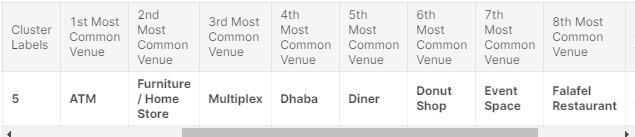 Cluster Labels
1st Most Common Venue
2nd Most Common Venue
3rd Most Common Venue
4th Most Common Venue
5th Most Common Venue
6th Most Common Venue
7th Most Common Venue
8th Most Common Venue
5
ATM
Furniture / Home Store
Multiplex
Dhaba
Diner
Donut Shop
Event Space
Falafel Restaurant